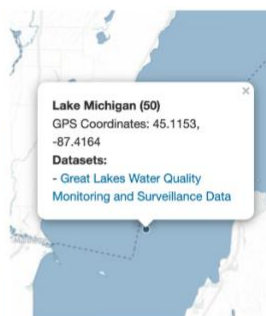 ×
Lake Michigan (50)
GPS Coordinates: 45.1153,
-87.4164
Datasets:
- Great Lakes Water Quality
Monitoring and Surveillance Data